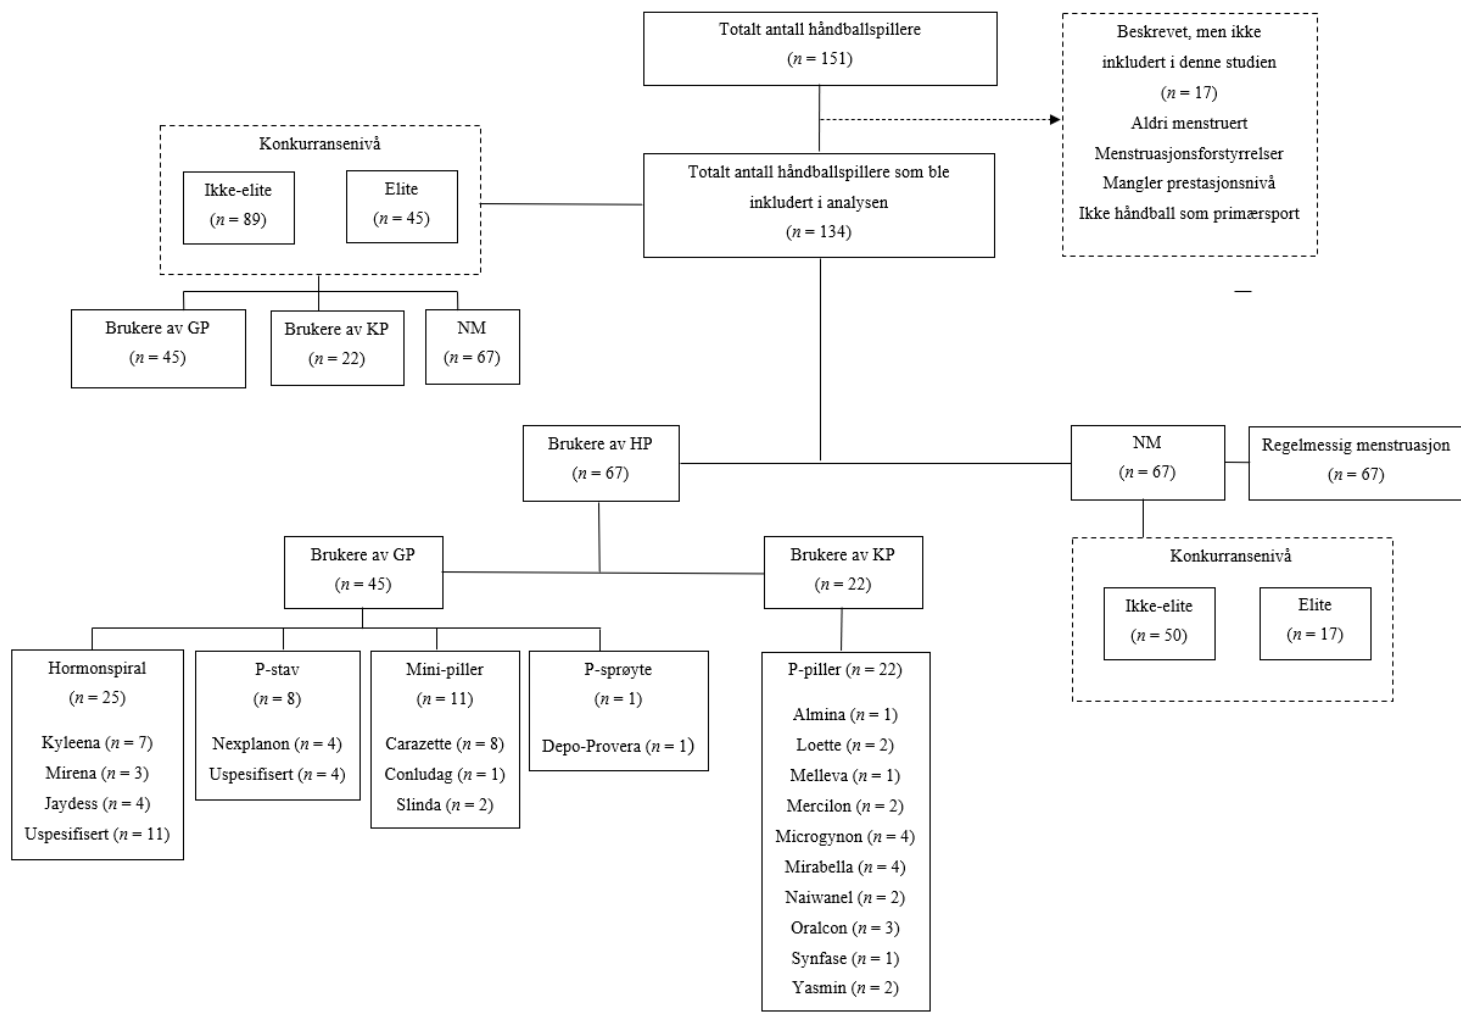 Totalt antall håndballspillere
(n = 151)
Beskrevet, men ikke
inkludert i denne studien
(n = 17)
Aldri menstruert
Menstruasjonsforstyrrelser
Mangler prestasjonsnivå
Ikke håndball som primærsport
Konkurransenivå
Ikke-elite
(n = 89)
Elite
(n = 45)
Totalt antall håndballspillere som ble
inkludert i analysen
(n = 134)
Brukere av GP
(n = 45)
Brukere av KP
(n = 22)
NM
(n = 67)
Brukere av HP
(n = 67)
NM
(n = 67)
Regelmessig menstruasjon
(n = 67)
Brukere av GP
(n = 45)
Brukere av KP
(n = 22)
Konkurransenivå
Ikke-elite
(n = 50)
Elite
(n = 17)
Hormonspiral
(n = 25)
Kyleena (n = 7)
Mirena (n = 3)
Jaydess (n = 4)
Uspesifisert (n = 11)
P-stav
(n = 8)
Nexplanon (n = 4)
Uspesifisert (n = 4)
Mini-piller
(n = 11)
Carazette (n = 8)
Conludag (n = 1)
Slinda (n = 2)
P-sprøyte
(n = 1)
Depo-Provera (n = 1)
P-piller (n = 22)
Almina (n = 1)
Loette (n = 2)
Melleva (n = 1)
Mercilon (n = 2)
Microgynon (n = 4)
Mirabella (n = 4)
Naiwanel (n = 2)
Oralcon (n = 3)
Synfase (n = 1)
Yasmin (n = 2)